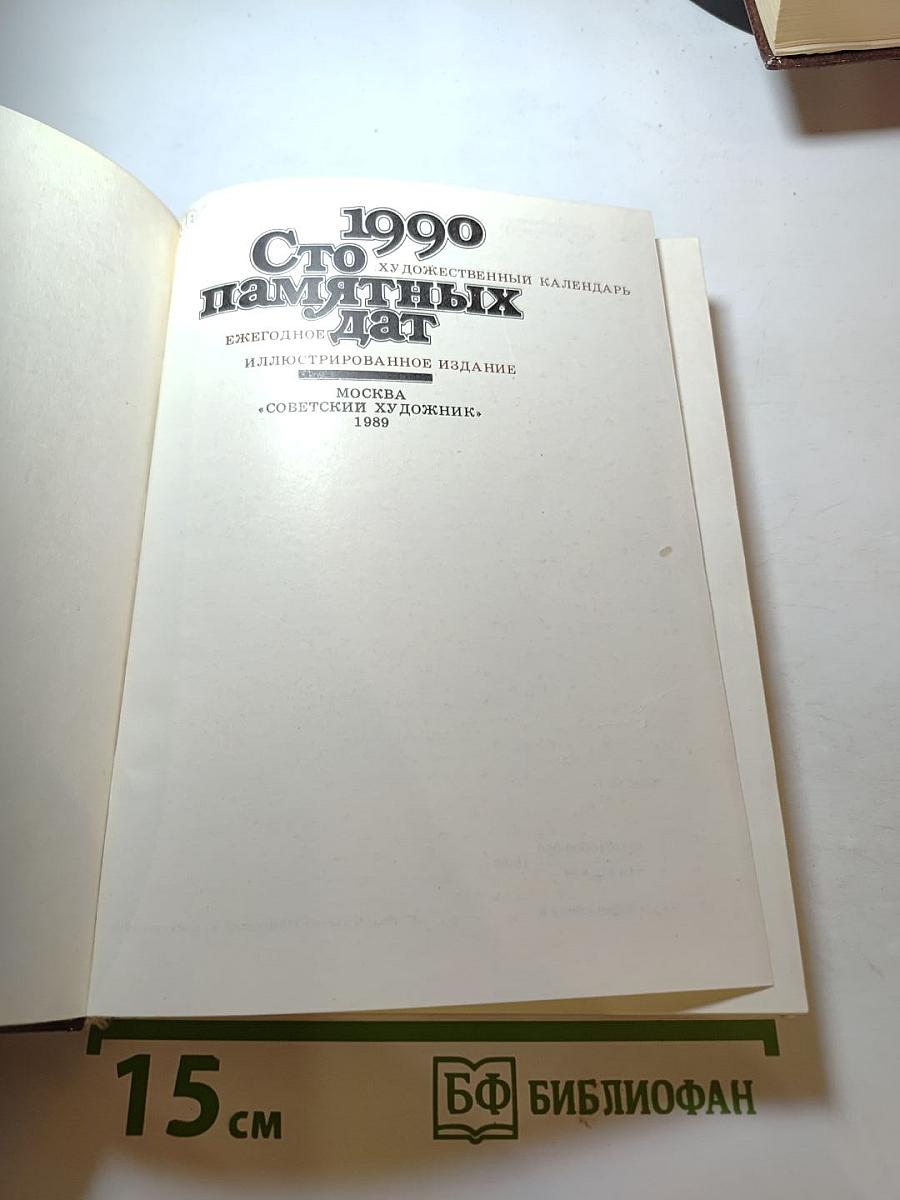 1990
Сто
ХУДОЖЕСТВЕННЫЙ КАЛЕНДАРЬ
памятных
ЕЖЕГОДНОЕ дат
ИЛЛЮСТРИРОВАННОЕ ИЗДАНИЕ
МОСКВА
«СОВЕТСКИЙ ХУДОЖНИК»
1989
15 см
БФ БИБЛИОФАН